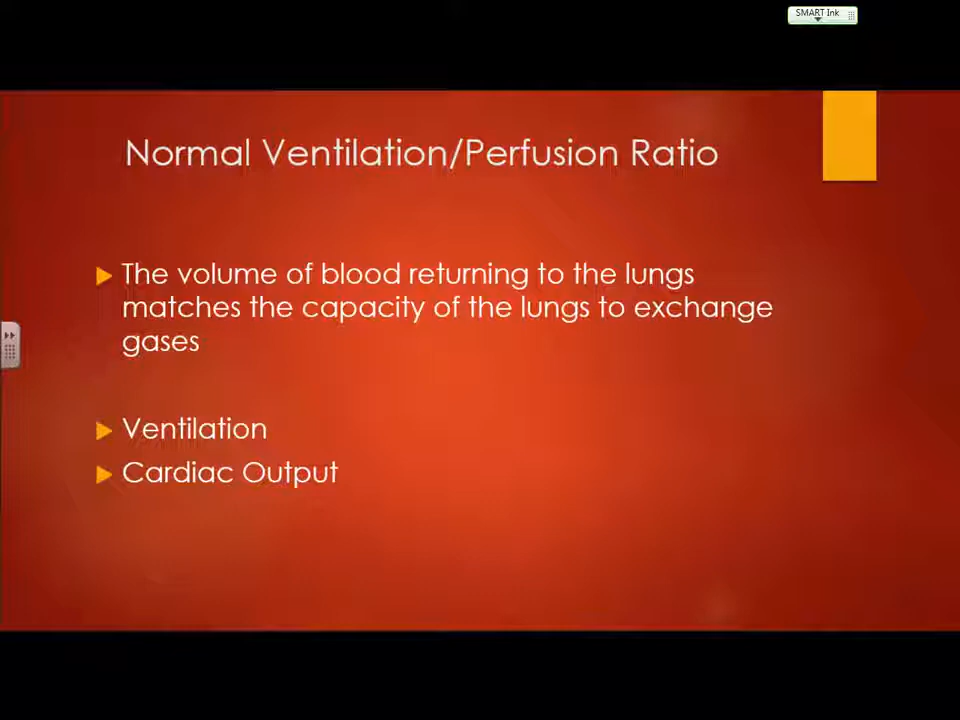 SMART Ink
Normal Ventilation/Perfusion Ratio
The volume of blood returning to the lungs
matches the capacity of the lungs to exchange
gases
Ventilation
Cardiac Output